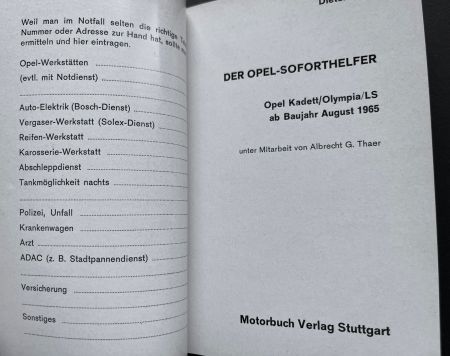 Weil man im Notfall selten die richtige
Nummer oder Adresse zur Hand hat, sollte
ermitteln und hier eintragen.
Opel-Werkstätten
(evtl. mit Notdienst)
Auto-Elektrik (Bosch-Dienst)
Vergaser-Werkstatt (Solex-Dienst)
Reifen-Werkstatt
Karosserie-Werkstatt
Abschleppdienst
Tankmöglichkeit nachts
Polizei, Unfall
Krankenwagen
Arzt
ADAC (z. B. Stadtpannendienst)
Versicherung
Sonstiges
DER OPEL-SOFORTHELFER
Opel Kadett/Olympia/LS
ab Baujahr August 1965
unter Mitarbeit von Albrecht G. Thaer
Motorbuch Verlag Stuttgart